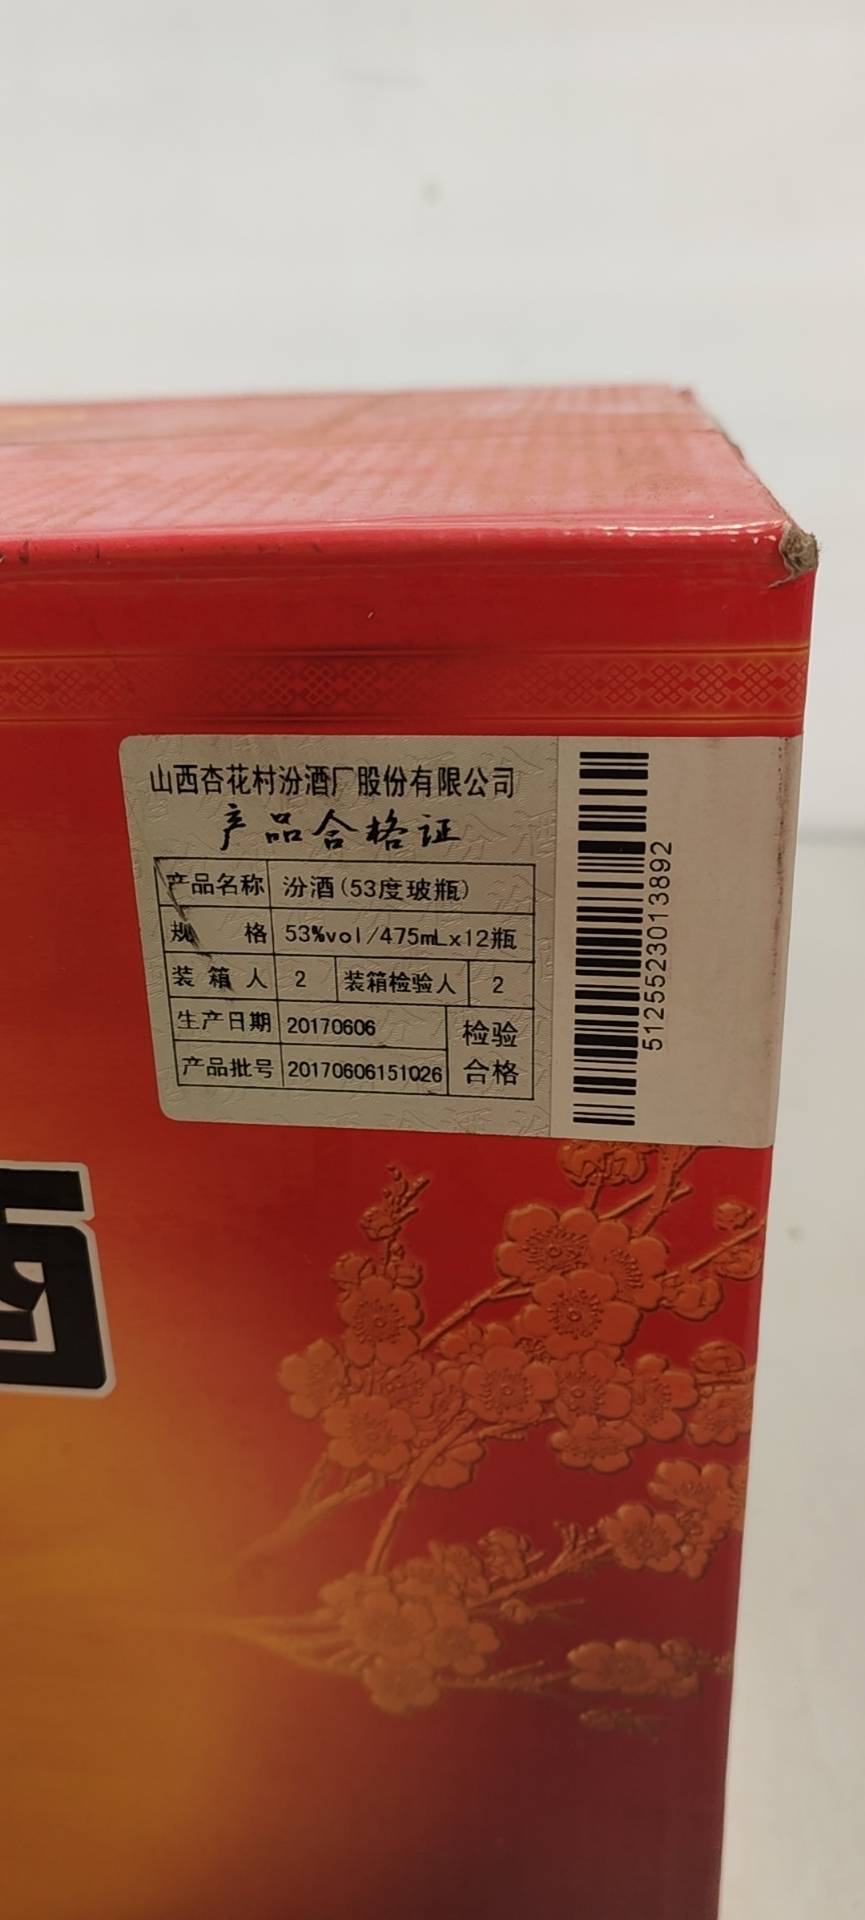 山西杏花村汾酒厂股份有限公司
产品合格证
产品名称 汾酒(53度玻瓶)
规 格 53%vol/475mLx12瓶
装箱人 2 装箱检验人 2
生产日期 20170606 检验
产品批号 20170606151026 合格
5125523013892